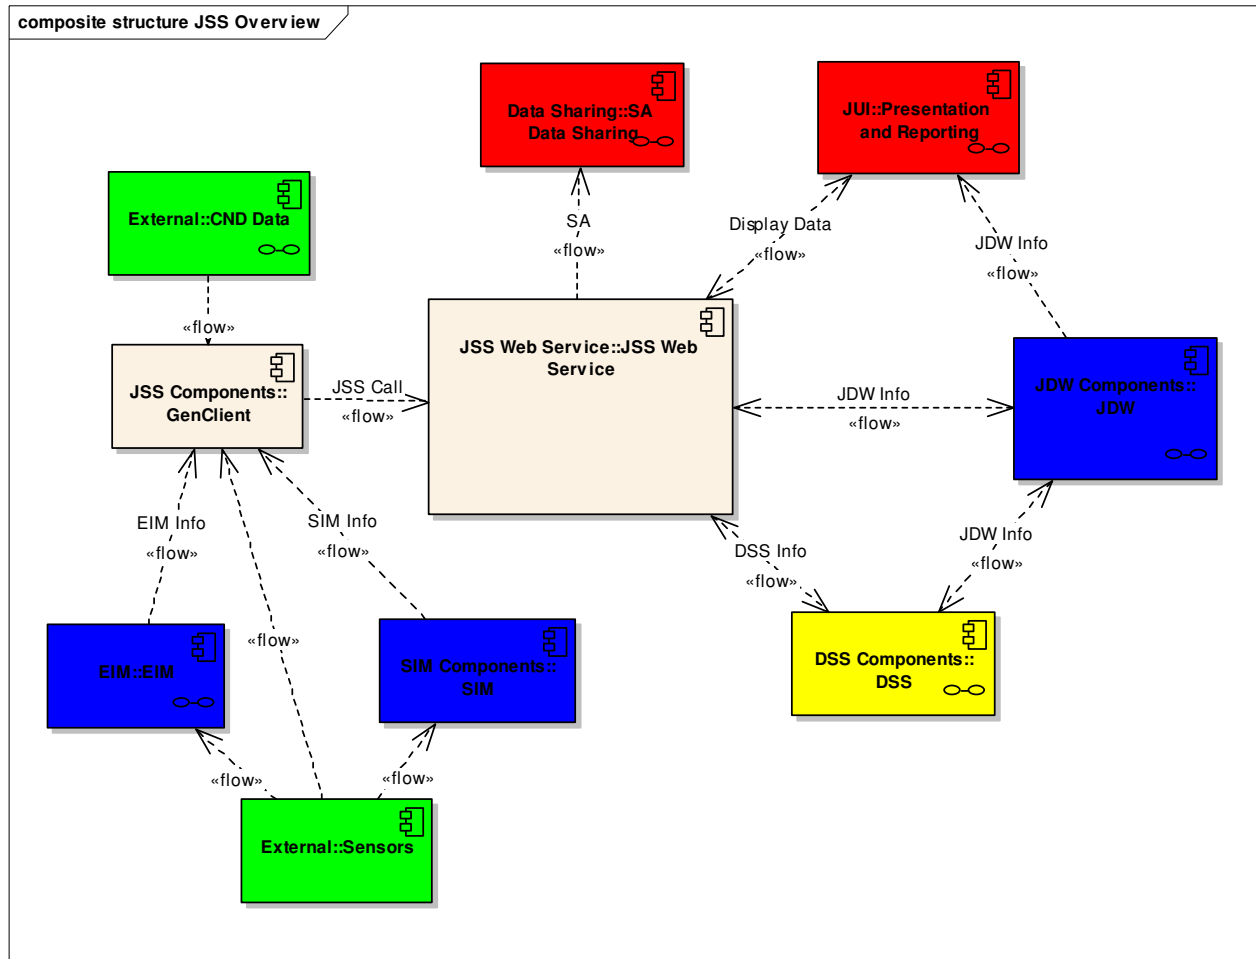 composite structure JSS Overview
Data Sharing::SA
Data Sharing
JUI::Presentation
and Reporting
External::CND Data
SA
«flow»
Display Data
«flow»
JDW Info
«flow»
«flow»
JSS Components::
GenClient
JSS Call
«flow»
JSS Web Service::JSS Web
Service
JDW Info
«flow»
JDW Components::
JDW
EIM Info
«flow»
SIM Info
«flow»
DSS Info
«flow»
JDW Info
«flow»
EIM::EIM
«flow»
SIM Components::
SIM
DSS Components::
DSS
«flow»
«flow»
External::Sensors